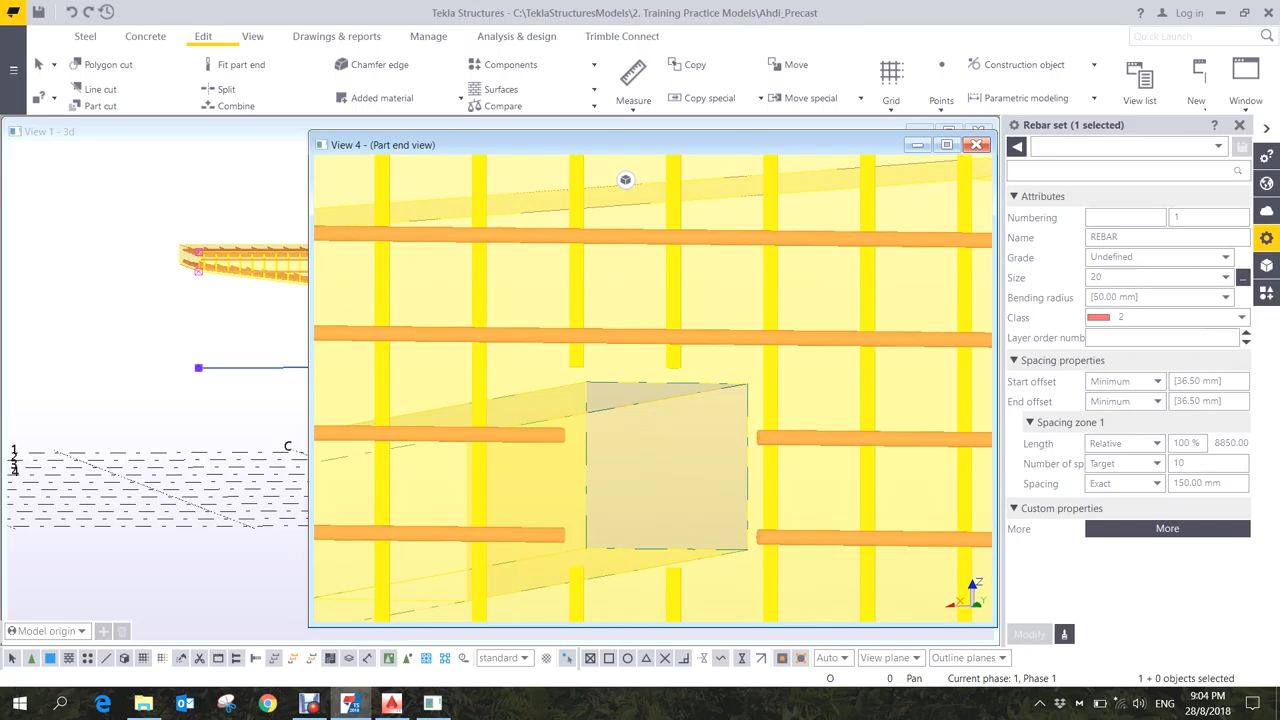 Tekla Structures - C:\TeklaStructuresModels\2. Training Practice Models\Ahdi_Precast
? Log in
Steel Concrete Edit View Drawings & reports Manage Analysis & design Trimble Connect Quick Launch
Polygon cut Fit part end Chamfer edge Components Copy Move Construction object
Line cut Split Surfaces
Part cut Combine Added material Compare Measure Copy special Move special Grid Points Parametric modeling View list New Window
View 1 - 3d
View 4 - (Part end view)
Rebar set (1 selected) ?
Attributes
Numbering 1
Name REBAR
Grade Undefined
Size 20 ...
Bending radius [50.00 mm]
Class 2
Layer order numb
Spacing properties
Start offset Minimum [36.50 mm]
End offset Minimum [36.50 mm]
Spacing zone 1
Length Relative 100 % 8850.00
Number of sp Target 10
Spacing Exact 150.00 mm
Custom properties
More More
C
1
2
4
Z
X Y
Model origin
Modify
standard Auto View plane Outline planes
O 0 Pan Current phase: 1, Phase 1 1 + 0 objects selected
ENG 9:04 PM
28/8/2018